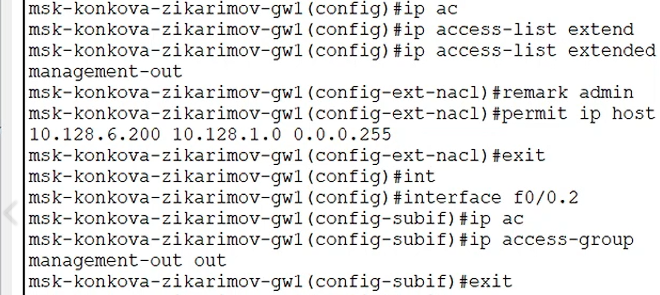 msk-konkova-zikarimov-gw1(config)#ip ac
msk-konkova-zikarimov-gw1(config)#ip access-list extend
msk-konkova-zikarimov-gw1(config)#ip access-list extended
management-out
msk-konkova-zikarimov-gw1(config-ext-nacl)#remark admin
msk-konkova-zikarimov-gw1(config-ext-nacl)#permit ip host
10.128.6.200 10.128.1.0 0.0.0.255
msk-konkova-zikarimov-gw1(config-ext-nacl)#exit
msk-konkova-zikarimov-gw1(config)#int
msk-konkova-zikarimov-gw1(config)#interface f0/0.2
msk-konkova-zikarimov-gw1(config-subif)#ip ac
msk-konkova-zikarimov-gw1(config-subif)#ip access-group
management-out out
msk-konkova-zikarimov-gw1(config-subif)#exit